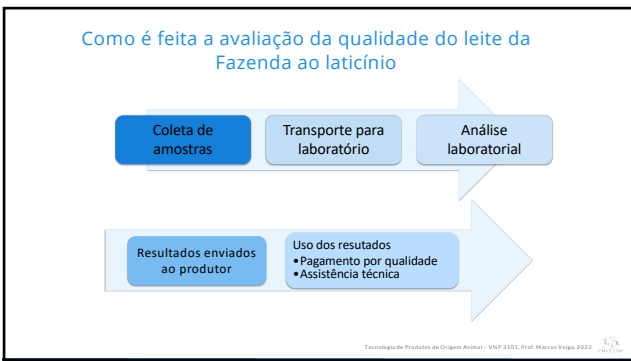 Como é feita a avaliação da qualidade do leite da
Fazenda ao laticínio
Coleta de
amostras
Transporte para
laboratório
Análise
laboratorial
Resultados enviados
ao produtor
Uso dos resutados
•Pagamento por qualidade
•Assistência técnica
Tecnologia de Produtos de Origem Animal – VNP 3101, Prof. Marcos Veiga, 2022